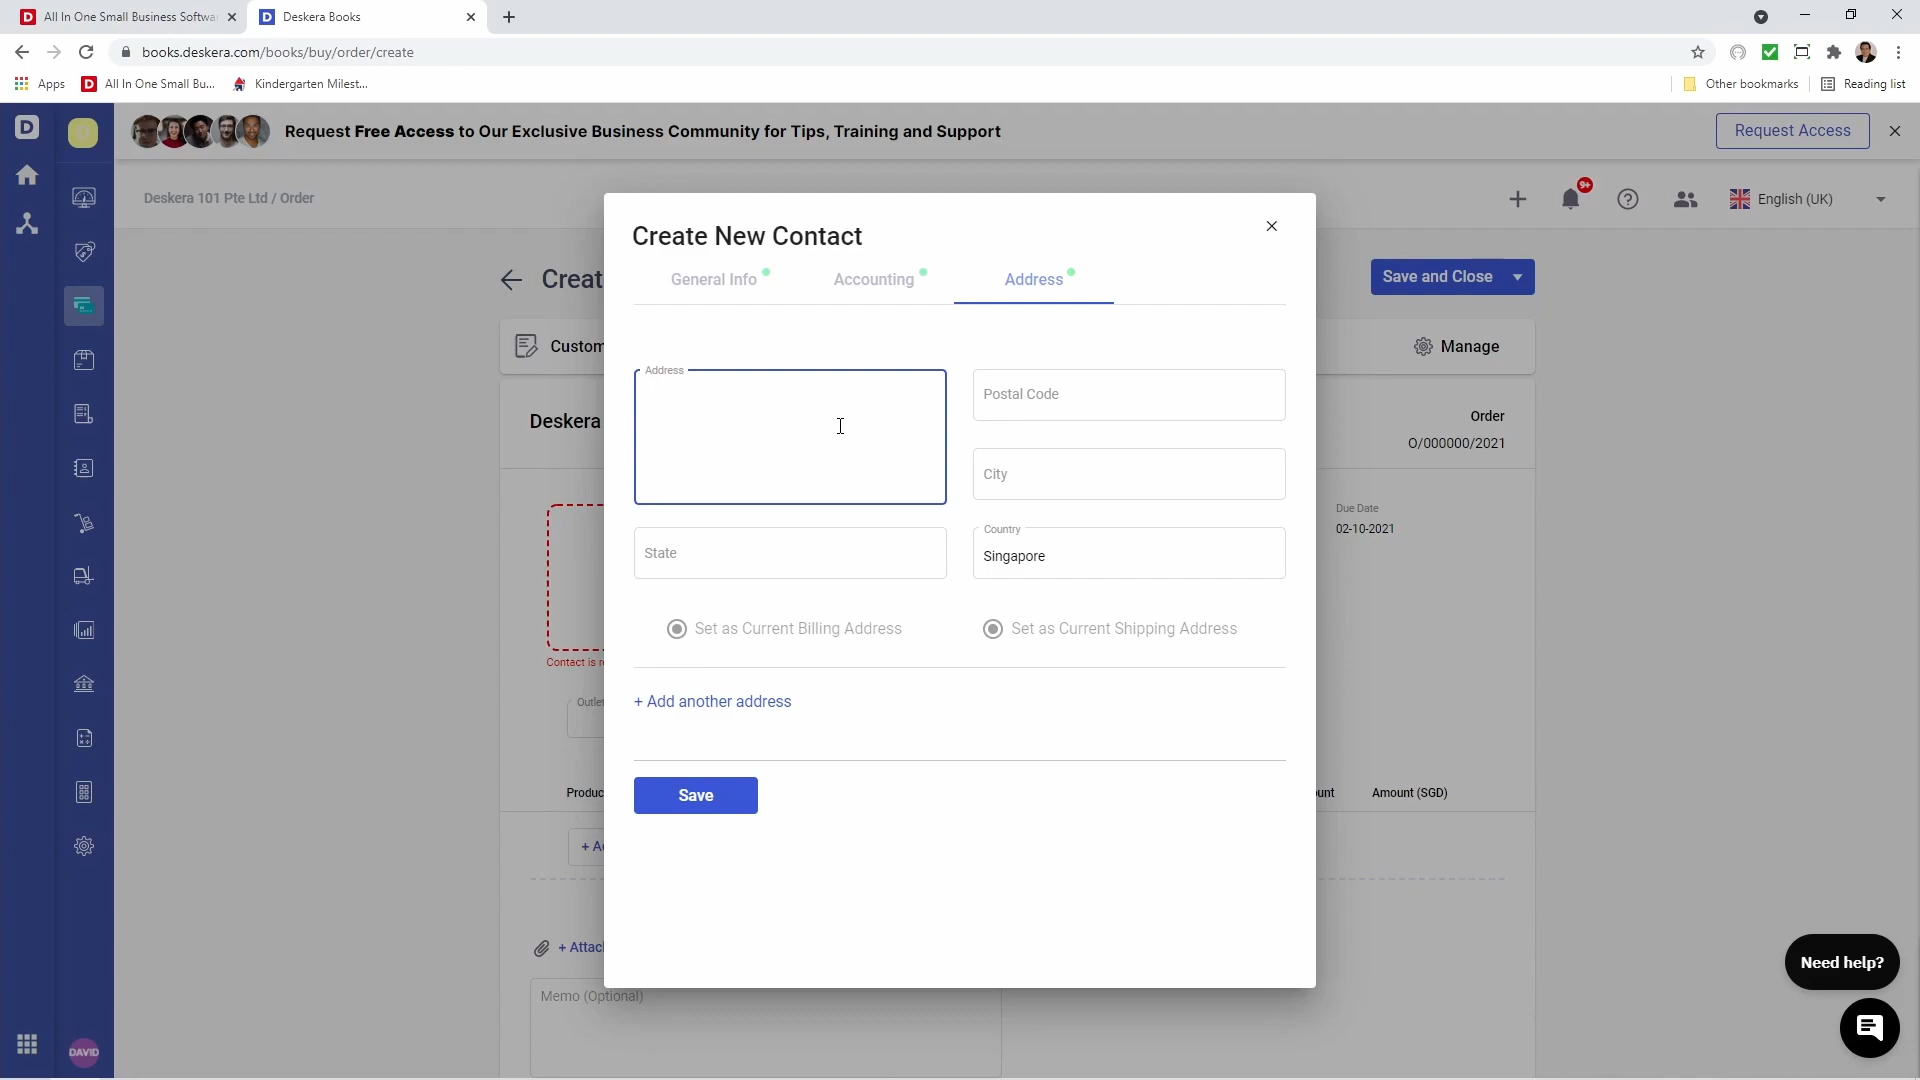 All In One Small Business Softwa
Deskera Books
books.deskera.com/books/buy/order/create
Apps
All In One Small Bu...
Kindergarten Milest...
Other bookmarks
Reading list
Request Free Access to Our Exclusive Business Community for Tips, Training and Support
Request Access
Deskera 101 Pte Ltd / Order
9+
English (UK)
Creat
Save and Close
Custom
Manage
Deskera
Order
O/000000/2021
Due Date
02-10-2021
Contact is re
Outlet
Produc
unt
Amount (SGD)
+ A
+ Attac
Memo (Optional)
Create New Contact
General Info
Accounting
Address
Address
Postal Code
City
State
Country
Singapore
Set as Current Billing Address
Set as Current Shipping Address
+ Add another address
Save
Need help?
DAVID